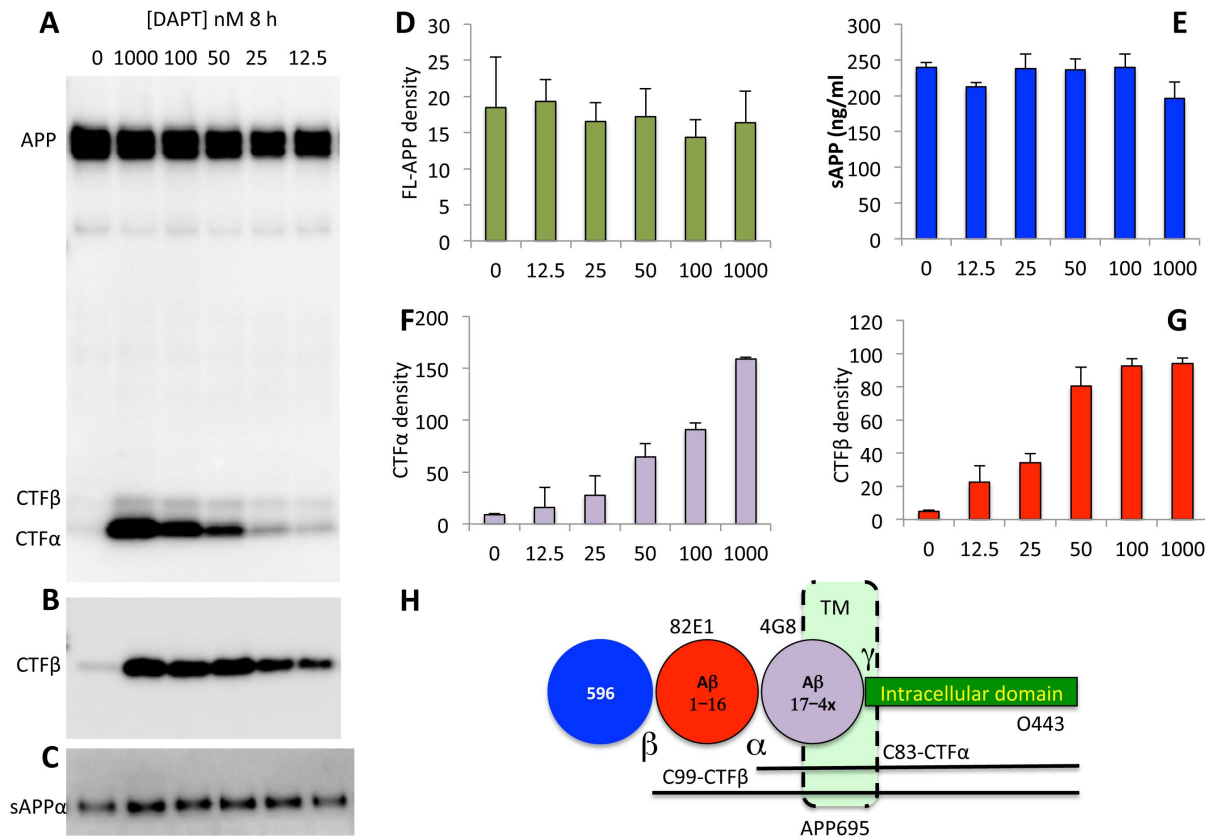 A
[DAPT] nM 8 h
0 1000 100 50 25 12.5
APP
CTFβ
CTFα
B
CTFβ
C
sAPPα
D
FL-APP density
30
25
20
15
10
5
0
0 12.5 25 50 100 1000
E
sAPP (ng/ml)
300
250
200
150
100
50
0
0 12.5 25 50 100 1000
F
CTFα density
200
150
100
50
0
0 12.5 25 50 100 1000
G
CTFβ density
120
100
80
60
40
20
0
0 12.5 25 50 100 1000
H
TM
82E1 4G8
γ
596
Aβ
1−16
Aβ
17−4x
Intracellular domain
O443
β α
C83-CTFα
C99-CTFβ
APP695